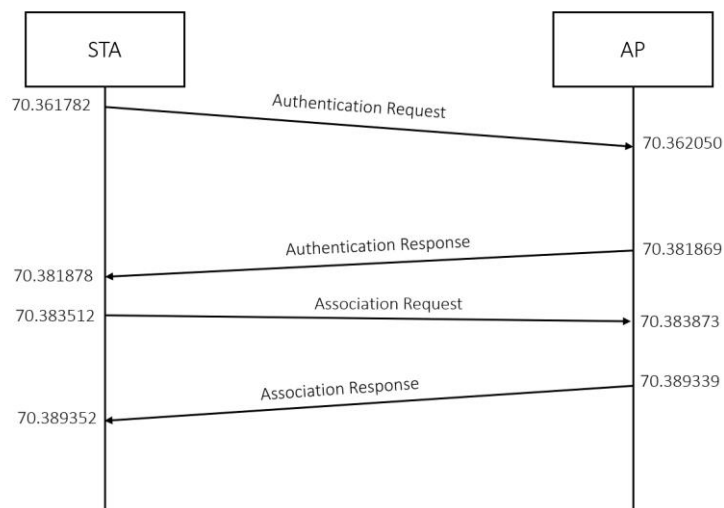 STA
AP
70.361782
Authentication Request
70.362050
Authentication Response
70.381869
70.381878
70.383512
Association Request
70.383873
Association Response
70.389339
70.389352